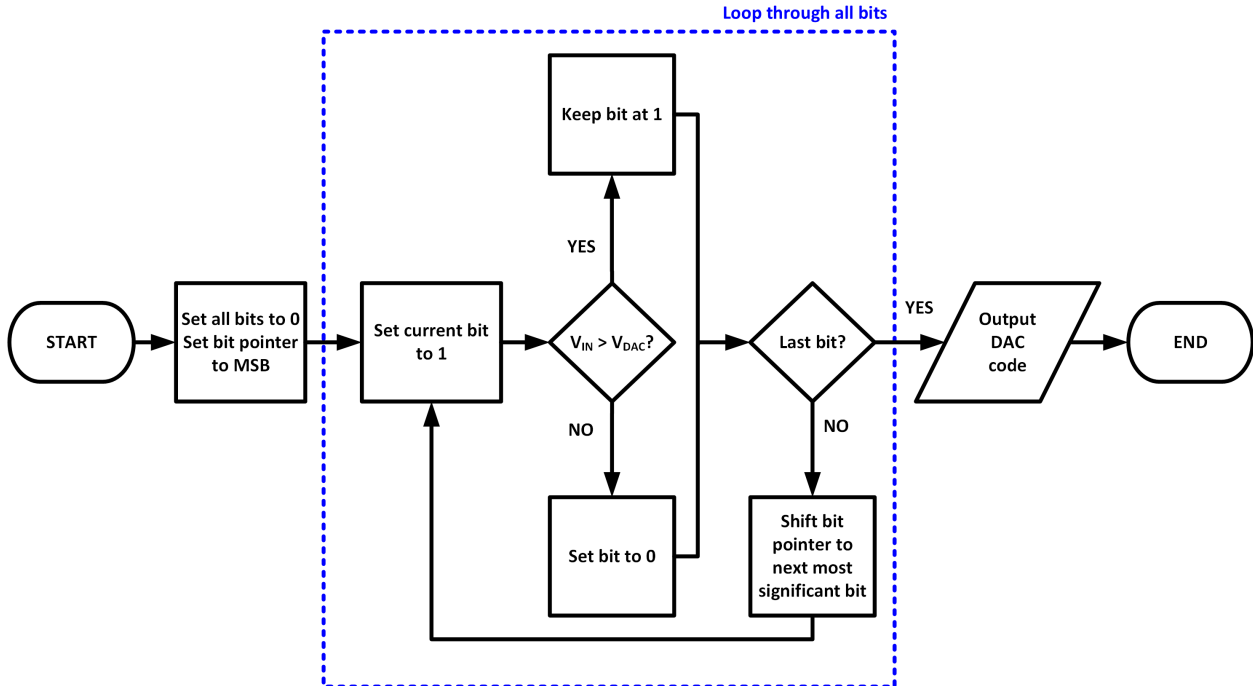 Loop through all bits
START
Set all bits to 0
Set bit pointer
to MSB
Set current bit
to 1
V_IN > V_DAC?
YES
Keep bit at 1
NO
Set bit to 0
Last bit?
NO
Shift bit
pointer to
next most
significant bit
YES
Output
DAC
code
END